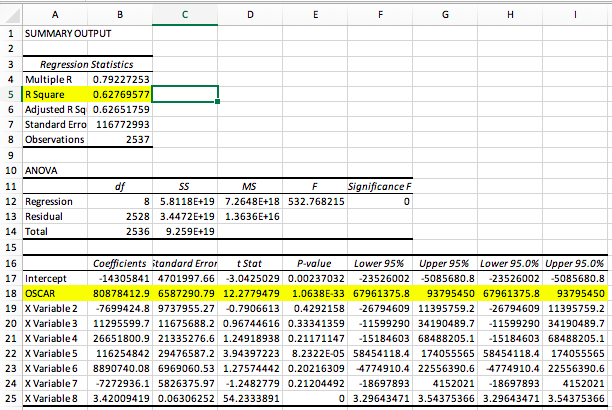 A B C D E F G H I
1 SUMMARY OUTPUT
2
3 Regression Statistics
4 Multiple R 0.79227253
5 R Square 0.62769577
6 Adjusted R Sq 0.62651759
7 Standard Erro 116772993
8 Observations 2537
9
10 ANOVA
11 df SS MS F Significance F
12 Regression 8 5.8118E+19 7.2648E+18 532.768215 0
13 Residual 2528 3.4472E+19 1.3636E+16
14 Total 2536 9.259E+19
15
16 Coefficients itandard Error t Stat P-value Lower 95% Upper 95% Lower 95.0% Upper 95.0%
17 Intercept -14305841 4701997.66 -3.0425029 0.00237032 -23526002 -5085680.8 -23526002 -5085680.8
18 OSCAR 80878412.9 6587290.79 12.2779479 1.0638E-33 67961375.8 93795450 67961375.8 93795450
19 X Variable 2 -7699424.8 9737955.27 -0.7906613 0.4292158 -26794609 11395759.2 -26794609 11395759.2
20 X Variable 3 11295599.7 11675688.2 0.96744616 0.33341359 -11599290 34190489.7 -11599290 34190489.7
21 X Variable 4 26651800.9 21335276.6 1.24918938 0.21171147 -15184603 68488205.1 -15184603 68488205.1
22 X Variable 5 116254842 29476587.2 3.94397223 8.2322E-05 58454118.4 174055565 58454118.4 174055565
23 X Variable 6 8890740.08 6969060.53 1.27574442 0.20216309 -4774910.4 22556390.6 -4774910.4 22556390.6
24 X Variable 7 -7272936.1 5826375.97 -1.2482779 0.21204492 -18697893 4152021 -18697893 4152021
25 X Variable 8 3.42009419 0.06306252 54.2333891 0 3.29643471 3.54375366 3.29643471 3.54375366